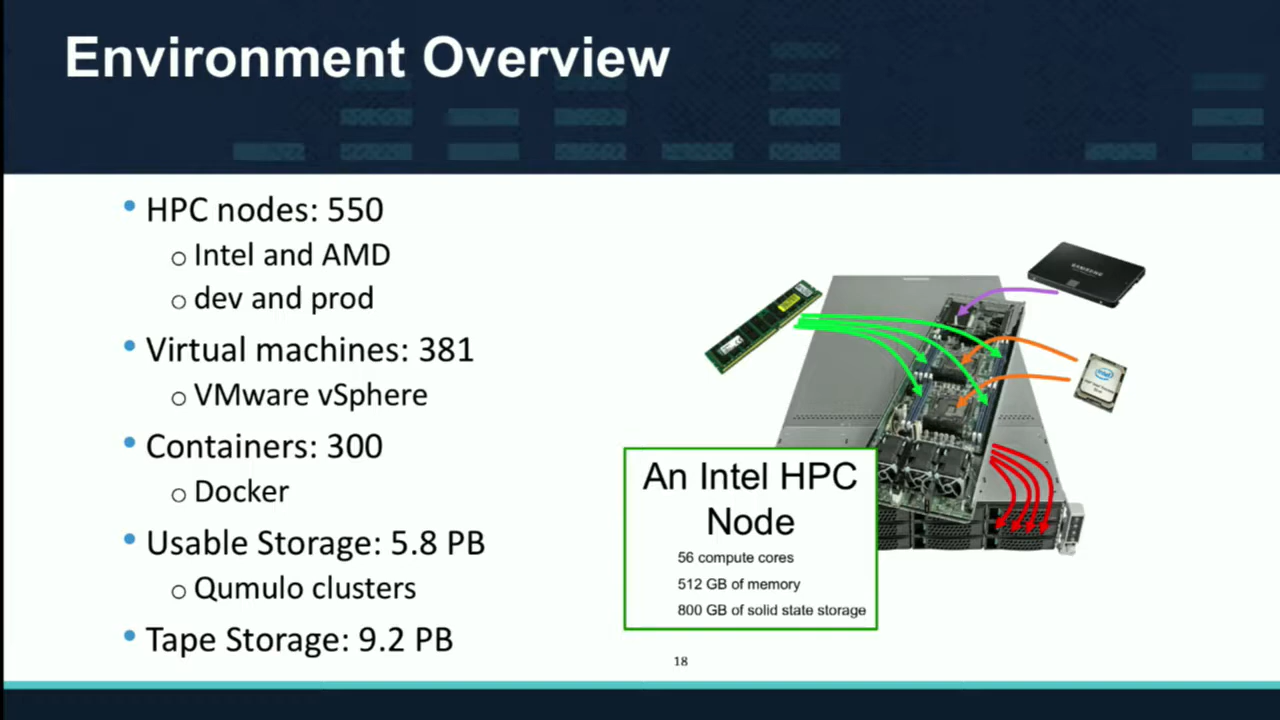 Environment Overview
• HPC nodes: 550
o Intel and AMD
o dev and prod
• Virtual machines: 381
o VMware vSphere
• Containers: 300
o Docker
• Usable Storage: 5.8 PB
o Qumulo clusters
• Tape Storage: 9.2 PB
SAMSUNG
intel
An Intel HPC
Node
56 compute cores
512 GB of memory
800 GB of solid state storage
18